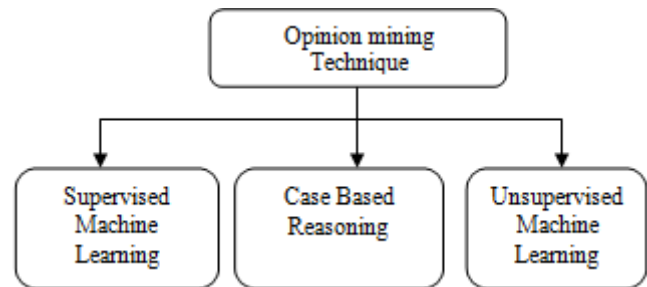 Opinion mining
Technique
Supervised
Machine
Learning
Case Based
Reasoning
Unsupervised
Machine
Learning